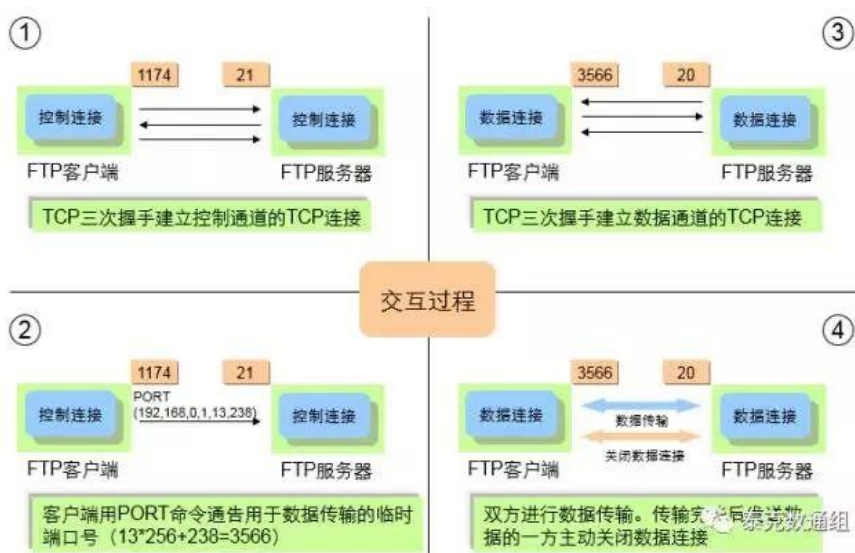 ①
1174
21
控制连接
控制连接
FTP客户端
FTP服务器
TCP三次握手建立控制通道的TCP连接
③
3566
20
数据连接
数据连接
FTP客户端
FTP服务器
TCP三次握手建立数据通道的TCP连接
交互过程
②
1174
21
PORT
(192,168,0,1,13,238)
控制连接
控制连接
FTP客户端
FTP服务器
客户端用PORT命令通告用于数据传输的临时
端口号（13*256+238=3566）
④
3566
20
数据连接
数据连接
数据传输
关闭数据连接
FTP客户端
FTP服务器
双方进行数据传输。传输完后发送数
据的一方主动关闭数据连接
泰克数通组